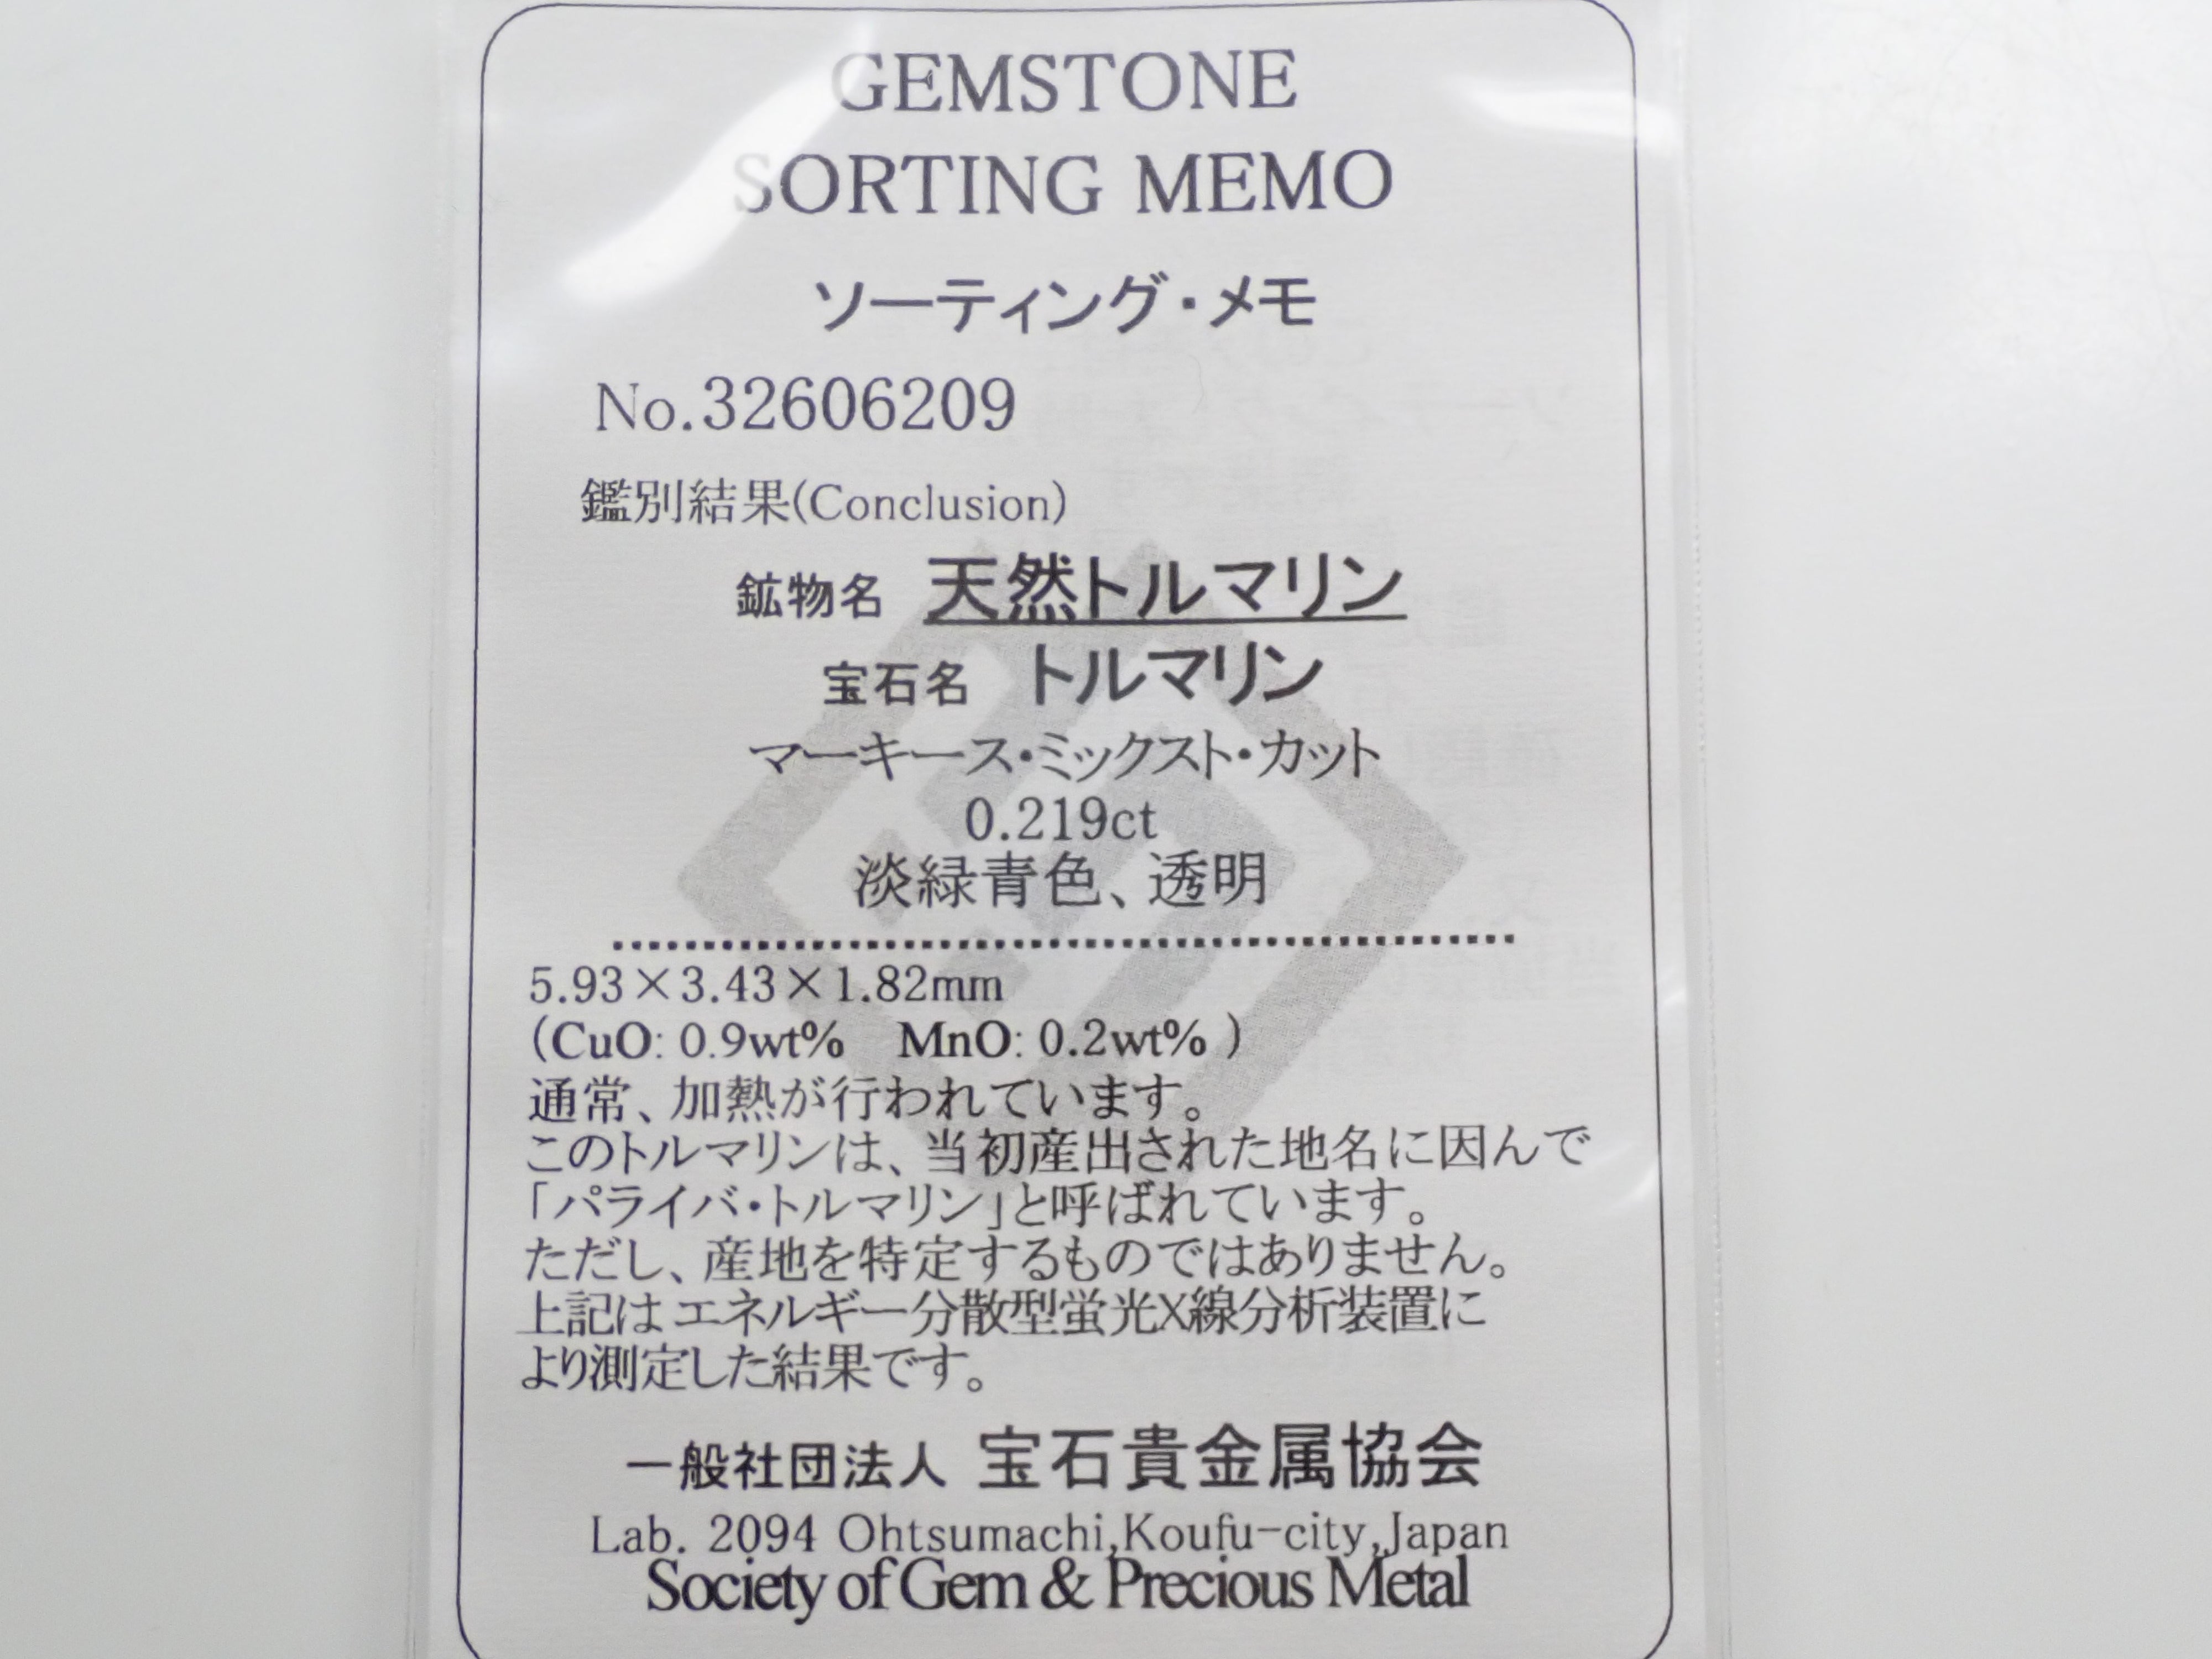 GEMSTONE
SORTING MEMO
ソーティング・メモ
No.32606209
鑑別結果(Conclusion)
鉱物名 天然トルマリン
宝石名 トルマリン
マーキース・ミックスト・カット
0.219ct
淡緑青色、透明
5.93×3.43×1.82mm
(CuO: 0.9wt% MnO: 0.2wt% )
通常、加熱が行われています。
このトルマリンは、当初産出された地名に因んで
「パライバ・トルマリン」と呼ばれています。
ただし、産地を特定するものではありません。
上記はエネルギー分散型蛍光X線分析装置に
より測定した結果です。
一般社団法人 宝石貴金属協会
Lab. 2094 Ohtsumachi,Koufu-city,Japan
Society of Gem & Precious Metal